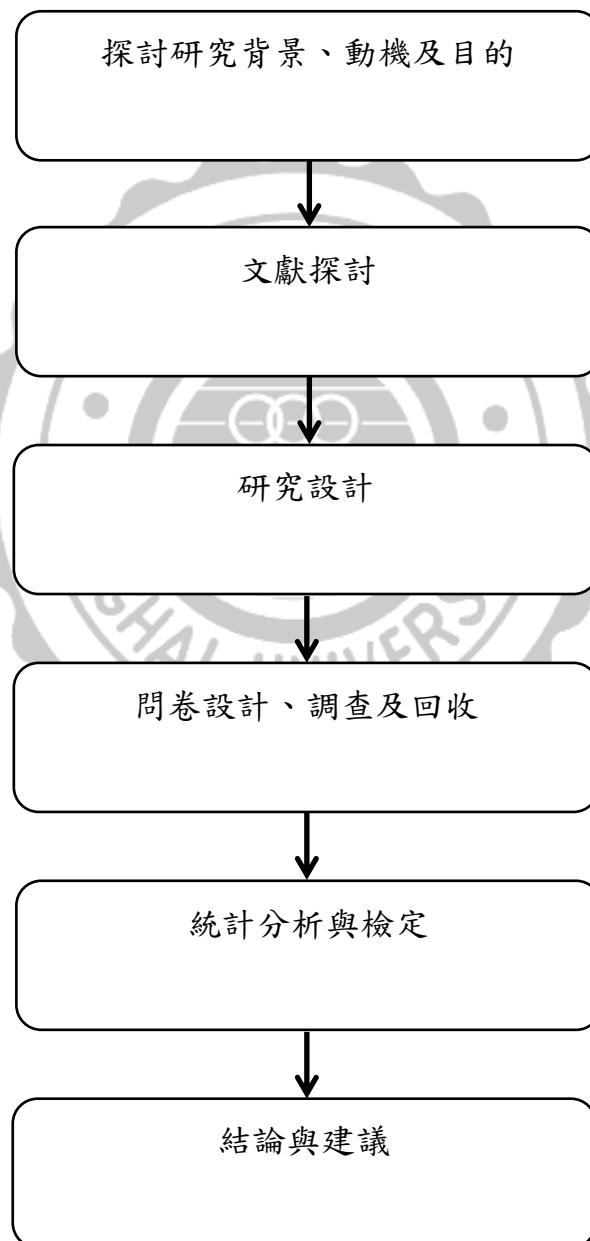 探討研究背景、動機及目的
文獻探討
研究設計
問卷設計、調查及回收
GHAI UNIVERS
統計分析與檢定
結論與建議